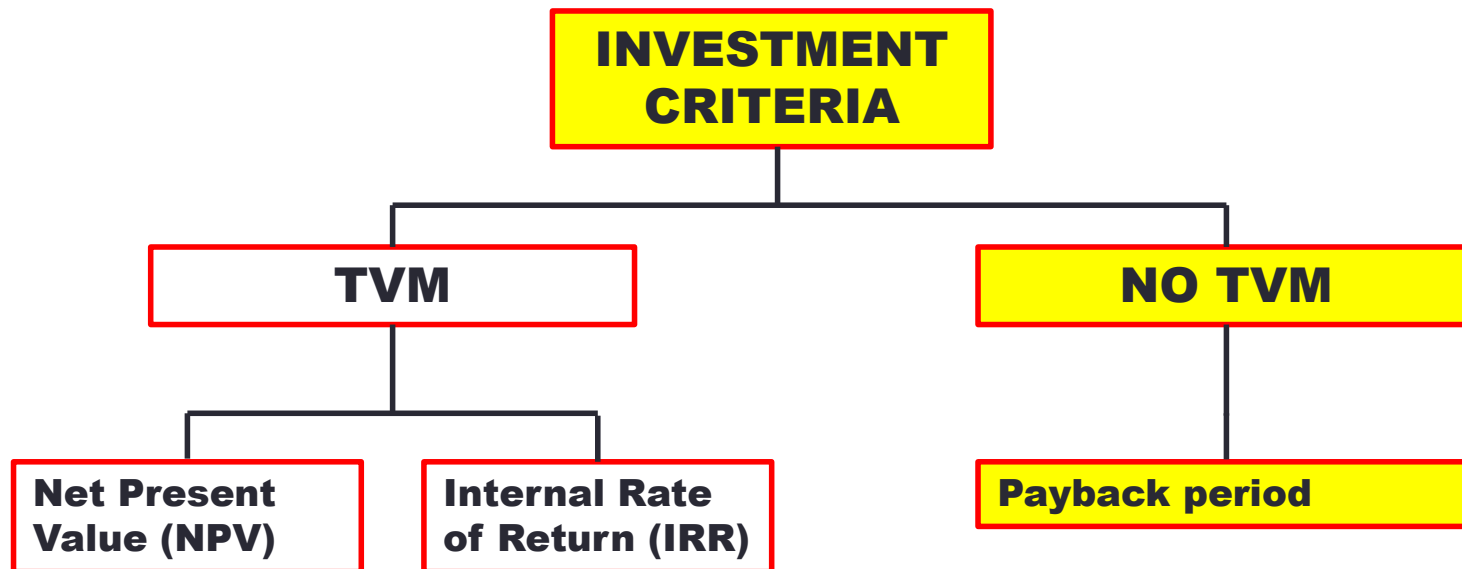 INVESTMENT
CRITERIA
TVM
NO TVM
Net Present
Value (NPV)
Internal Rate
of Return (IRR)
Payback period